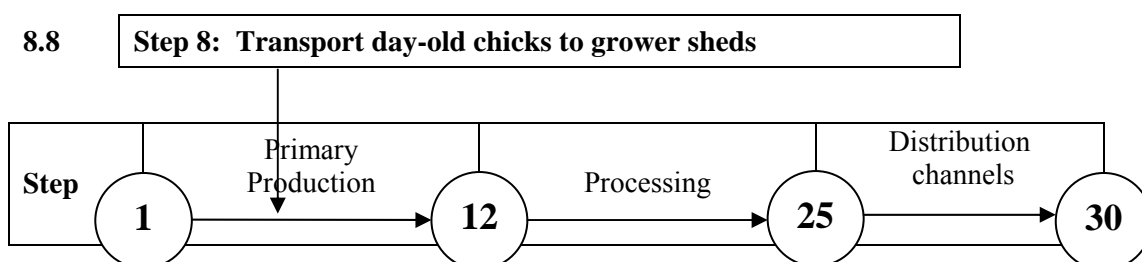 8.8 Step 8: Transport day-old chicks to grower sheds
Step
Primary
Production
Processing
Distribution
channels
1
12
25
30